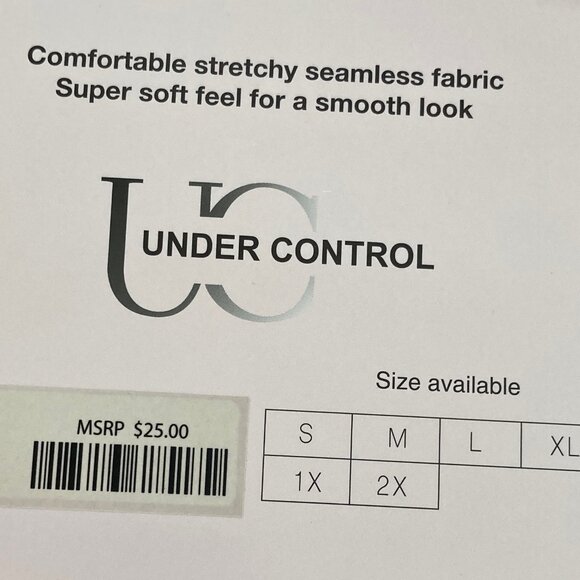 Comfortable stretchy seamless fabric
Super soft feel for a smooth look
UC
UNDER CONTROL
Size available
MSRP $25.00
S M L XL
1X 2X